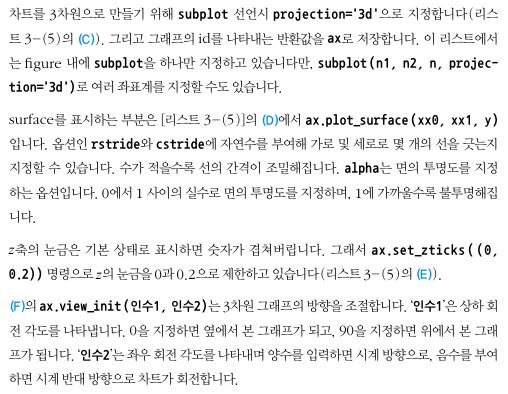 차트를 3차원으로 만들기 위해 subplot 선언시 projection='3d'으로 지정합니다(리스
트 3-(5)의 (C)). 그리고 그래프의 id를 나타내는 반환값을 ax로 저장합니다. 이 리스트에서
는 figure 내에 subplot을 하나만 지정하고 있습니다만, subplot(n1, n2, n, projec-
tion='3d')로 여러 좌표계를 지정할 수도 있습니다.
surface를 표시하는 부분은 [리스트 3-(5)]의 (D)에서 ax.plot_surface(xx0, xx1, y)
입니다. 옵션인 rstride와 cstride에 자연수를 부여해 가로 및 세로로 몇 개의 선을 긋는지
지정할 수 있습니다. 수가 적을수록 선의 간격이 조밀해집니다. alpha는 면의 투명도를 지정
하는 옵션입니다. 0에서 1 사이의 실수로 면의 투명도를 지정하며, 1에 가까울수록 불투명해집
니다.
z축의 눈금은 기본 상태로 표시하면 숫자가 겹쳐버립니다. 그래서 ax.set_zticks((0,
0.2)) 명령으로 z의 눈금을 0과 0.2으로 제한하고 있습니다(리스트 3-(5)의 (E)).
(F)의 ax.view_init(인수1, 인수2)는 3차원 그래프의 방향을 조절합니다. '인수1'은 상하 회
전 각도를 나타냅니다. 0을 지정하면 옆에서 본 그래프가 되고, 90을 지정하면 위에서 본 그래
프가 됩니다. '인수2'는 좌우 회전 각도를 나타내며 양수를 입력하면 시계 방향으로, 음수를 부여
하면 시계 반대 방향으로 차트가 회전합니다.